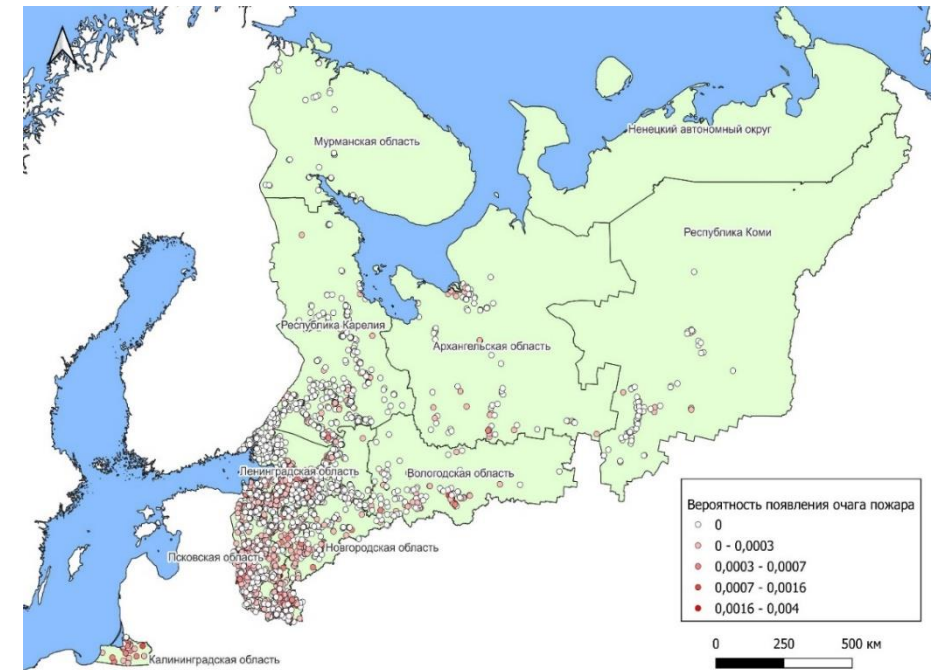 Ненецкий автономный округ
Мурманская область
Республика Коми
Республика Карелия
Архангельская область
Ленинградская область
Вологодская область
Новгородская область
Псковская область
Калининградская область
Вероятность появления очага пожара
0
0 - 0,0003
0,0003 - 0,0007
0,0007 - 0,0016
0,0016 - 0,004
0 250 500 км